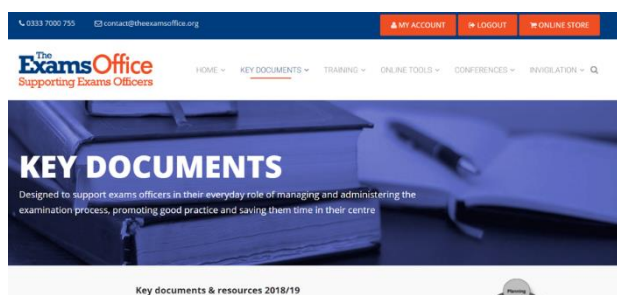 0333 7000 755 contact@theexamsoffice.org MY ACCOUNT LOGOUT ONLINE STORE
The
ExamsOffice
Supporting Exams Officers
HOME KEY DOCUMENTS TRAINING ONLINE TOOLS CONFERENCES INVIGILATION
KEY DOCUMENTS
Designed to support exams officers in their everyday role of managing and administering the
examination process, promoting good practice and saving them time in their centre
Key documents & resources 2018/19
Planning